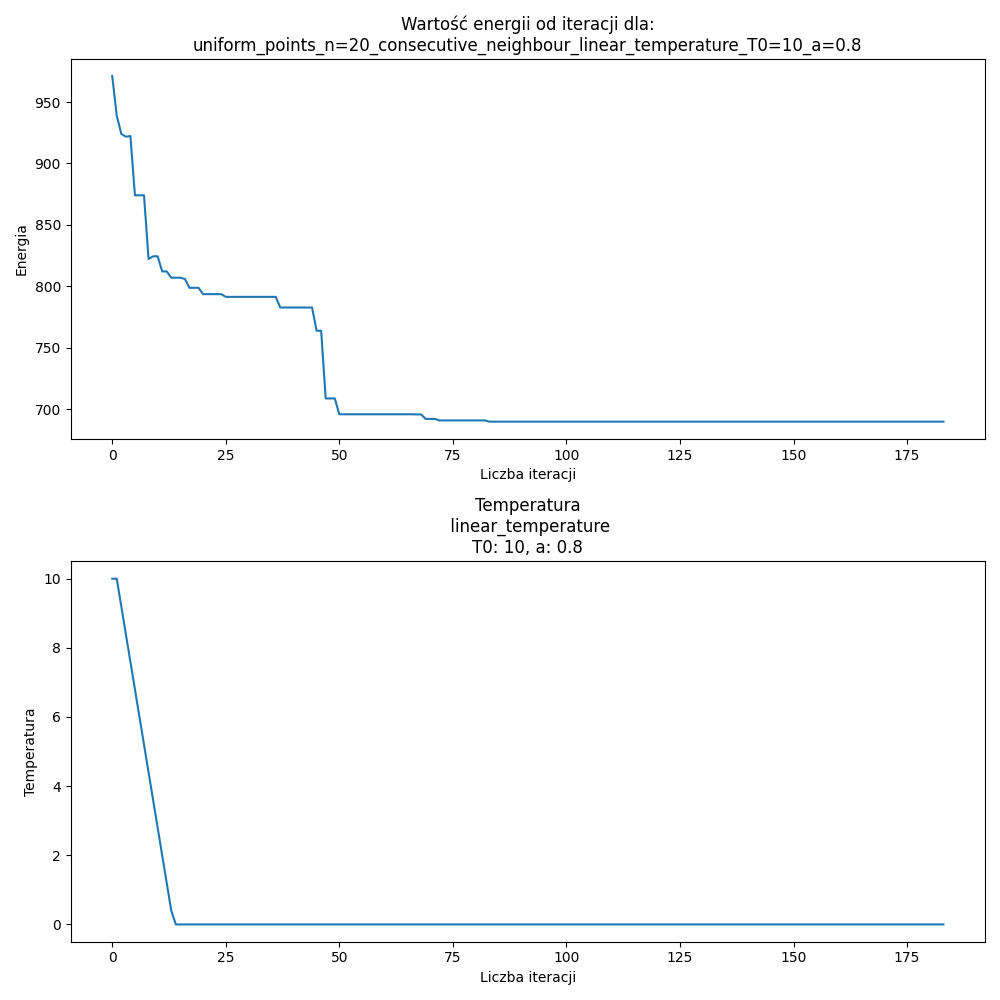 Wartość energii od iteracji dla:
uniform_points_n=20_consecutive_neighbour_linear_temperature_T0=10_a=0.8
950
900
850
800
750
700
Energia
0 25 50 75 100 125 150 175
Liczba iteracji
Temperatura
linear_temperature
T0: 10, a: 0.8
10
8
6
4
2
0
Temperatura
0 25 50 75 100 125 150 175
Liczba iteracji